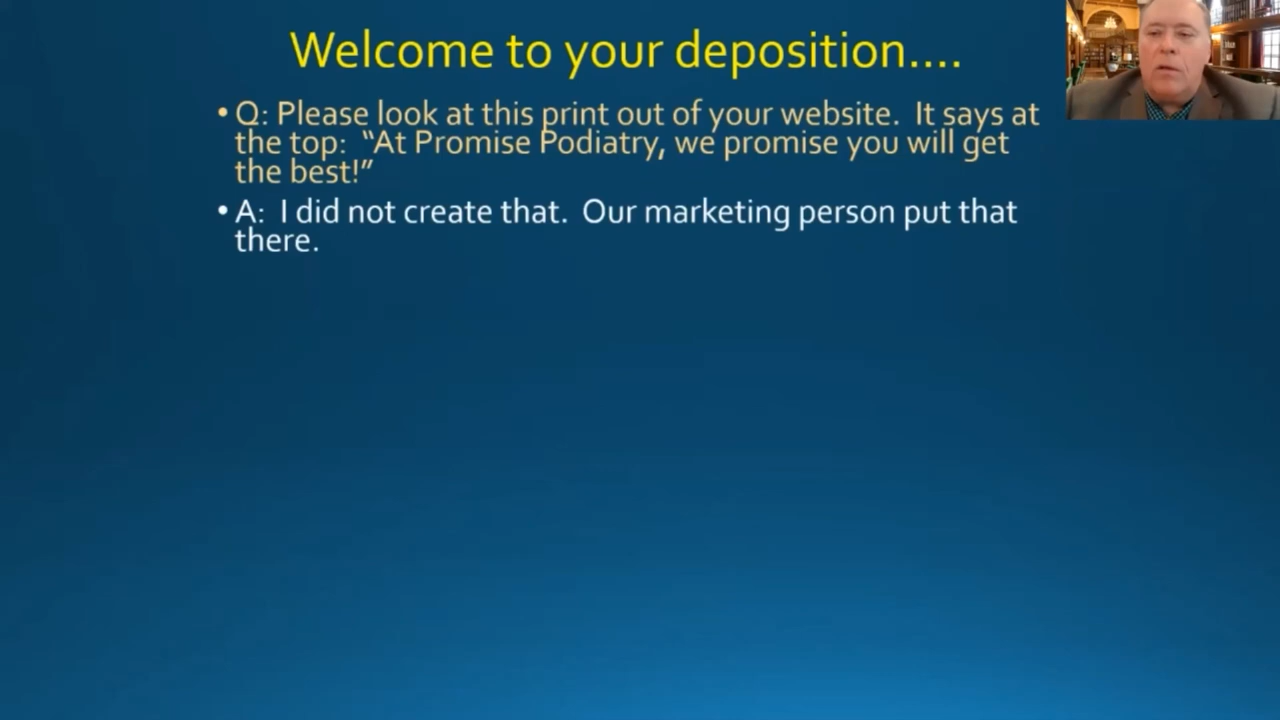 Welcome to your deposition....
• Q: Please look at this print out of your website.  It says at
the top:  “At Promise Podiatry, we promise you will get
the best!”
• A:  I did not create that.  Our marketing person put that
there.